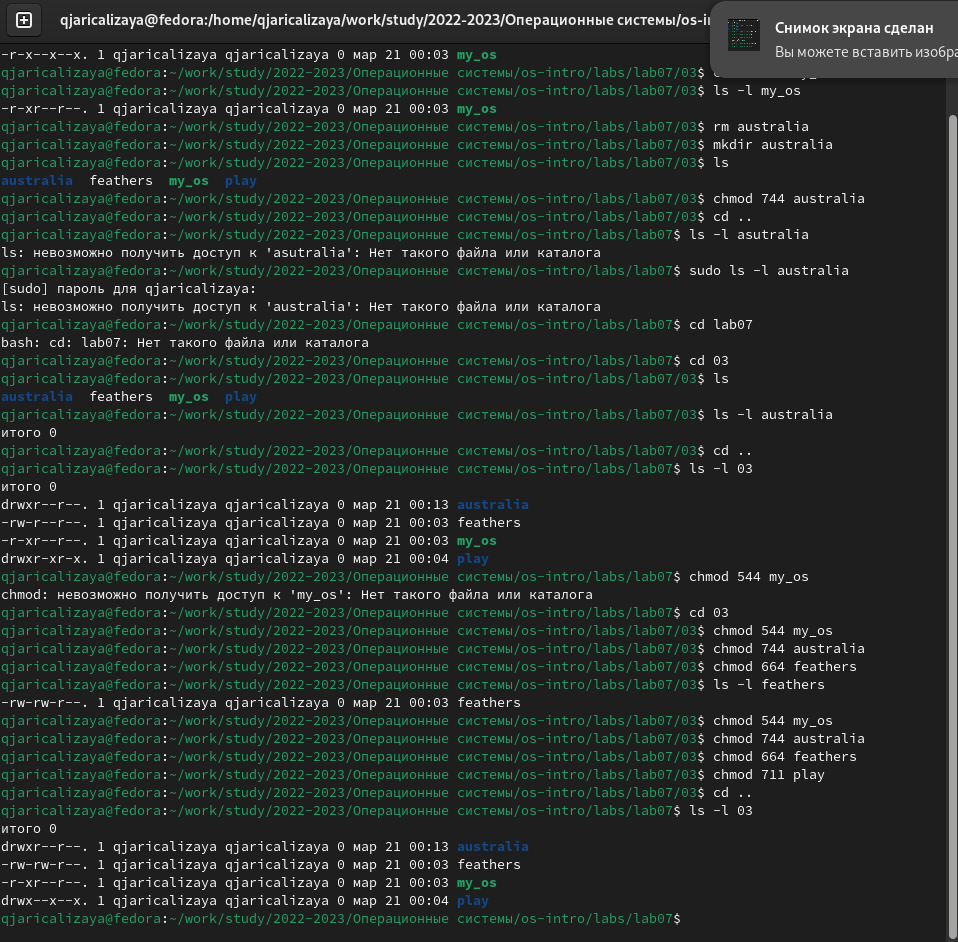 qjaricalizaya@fedora:/home/qjaricalizaya/work/study/2022-2023/Операционные системы/os-i
Снимок экрана сделан
Вы можете вставить изобра
-r-x--x--x. 1 qjaricalizaya qjaricalizaya 0 мар 21 00:03 my_os
qjaricalizaya@fedora:~/work/study/2022-2023/Операционные системы/os-intro/labs/lab07/03$
qjaricalizaya@fedora:~/work/study/2022-2023/Операционные системы/os-intro/labs/lab07/03$ ls -l my_os
-r-xr--r--. 1 qjaricalizaya qjaricalizaya 0 мар 21 00:03 my_os
qjaricalizaya@fedora:~/work/study/2022-2023/Операционные системы/os-intro/labs/lab07/03$ rm australia
qjaricalizaya@fedora:~/work/study/2022-2023/Операционные системы/os-intro/labs/lab07/03$ mkdir australia
qjaricalizaya@fedora:~/work/study/2022-2023/Операционные системы/os-intro/labs/lab07/03$ ls
australia  feathers  my_os  play
qjaricalizaya@fedora:~/work/study/2022-2023/Операционные системы/os-intro/labs/lab07/03$ chmod 744 australia
qjaricalizaya@fedora:~/work/study/2022-2023/Операционные системы/os-intro/labs/lab07/03$ cd ..
qjaricalizaya@fedora:~/work/study/2022-2023/Операционные системы/os-intro/labs/lab07$ ls -l asutralia
ls: невозможно получить доступ к 'asutralia': Нет такого файла или каталога
qjaricalizaya@fedora:~/work/study/2022-2023/Операционные системы/os-intro/labs/lab07$ sudo ls -l australia
[sudo] пароль для qjaricalizaya:
ls: невозможно получить доступ к 'australia': Нет такого файла или каталога
qjaricalizaya@fedora:~/work/study/2022-2023/Операционные системы/os-intro/labs/lab07$ cd lab07
bash: cd: lab07: Нет такого файла или каталога
qjaricalizaya@fedora:~/work/study/2022-2023/Операционные системы/os-intro/labs/lab07$ cd 03
qjaricalizaya@fedora:~/work/study/2022-2023/Операционные системы/os-intro/labs/lab07/03$ ls
australia  feathers  my_os  play
qjaricalizaya@fedora:~/work/study/2022-2023/Операционные системы/os-intro/labs/lab07/03$ ls -l australia
итого 0
qjaricalizaya@fedora:~/work/study/2022-2023/Операционные системы/os-intro/labs/lab07/03$ cd ..
qjaricalizaya@fedora:~/work/study/2022-2023/Операционные системы/os-intro/labs/lab07$ ls -l 03
итого 0
drwxr--r--. 1 qjaricalizaya qjaricalizaya 0 мар 21 00:13 australia
-rw-r--r--. 1 qjaricalizaya qjaricalizaya 0 мар 21 00:03 feathers
-r-xr--r--. 1 qjaricalizaya qjaricalizaya 0 мар 21 00:03 my_os
drwxr-xr-x. 1 qjaricalizaya qjaricalizaya 0 мар 21 00:04 play
qjaricalizaya@fedora:~/work/study/2022-2023/Операционные системы/os-intro/labs/lab07$ chmod 544 my_os
chmod: невозможно получить доступ к 'my_os': Нет такого файла или каталога
qjaricalizaya@fedora:~/work/study/2022-2023/Операционные системы/os-intro/labs/lab07$ cd 03
qjaricalizaya@fedora:~/work/study/2022-2023/Операционные системы/os-intro/labs/lab07/03$ chmod 544 my_os
qjaricalizaya@fedora:~/work/study/2022-2023/Операционные системы/os-intro/labs/lab07/03$ chmod 744 australia
qjaricalizaya@fedora:~/work/study/2022-2023/Операционные системы/os-intro/labs/lab07/03$ chmod 664 feathers
qjaricalizaya@fedora:~/work/study/2022-2023/Операционные системы/os-intro/labs/lab07/03$ ls -l feathers
-rw-rw-r--. 1 qjaricalizaya qjaricalizaya 0 мар 21 00:03 feathers
qjaricalizaya@fedora:~/work/study/2022-2023/Операционные системы/os-intro/labs/lab07/03$ chmod 544 my_os
qjaricalizaya@fedora:~/work/study/2022-2023/Операционные системы/os-intro/labs/lab07/03$ chmod 744 australia
qjaricalizaya@fedora:~/work/study/2022-2023/Операционные системы/os-intro/labs/lab07/03$ chmod 664 feathers
qjaricalizaya@fedora:~/work/study/2022-2023/Операционные системы/os-intro/labs/lab07/03$ chmod 711 play
qjaricalizaya@fedora:~/work/study/2022-2023/Операционные системы/os-intro/labs/lab07/03$ cd ..
qjaricalizaya@fedora:~/work/study/2022-2023/Операционные системы/os-intro/labs/lab07$ ls -l 03
итого 0
drwxr--r--. 1 qjaricalizaya qjaricalizaya 0 мар 21 00:13 australia
-rw-rw-r--. 1 qjaricalizaya qjaricalizaya 0 мар 21 00:03 feathers
-r-xr--r--. 1 qjaricalizaya qjaricalizaya 0 мар 21 00:03 my_os
drwx--x--x. 1 qjaricalizaya qjaricalizaya 0 мар 21 00:04 play
qjaricalizaya@fedora:~/work/study/2022-2023/Операционные системы/os-intro/labs/lab07$